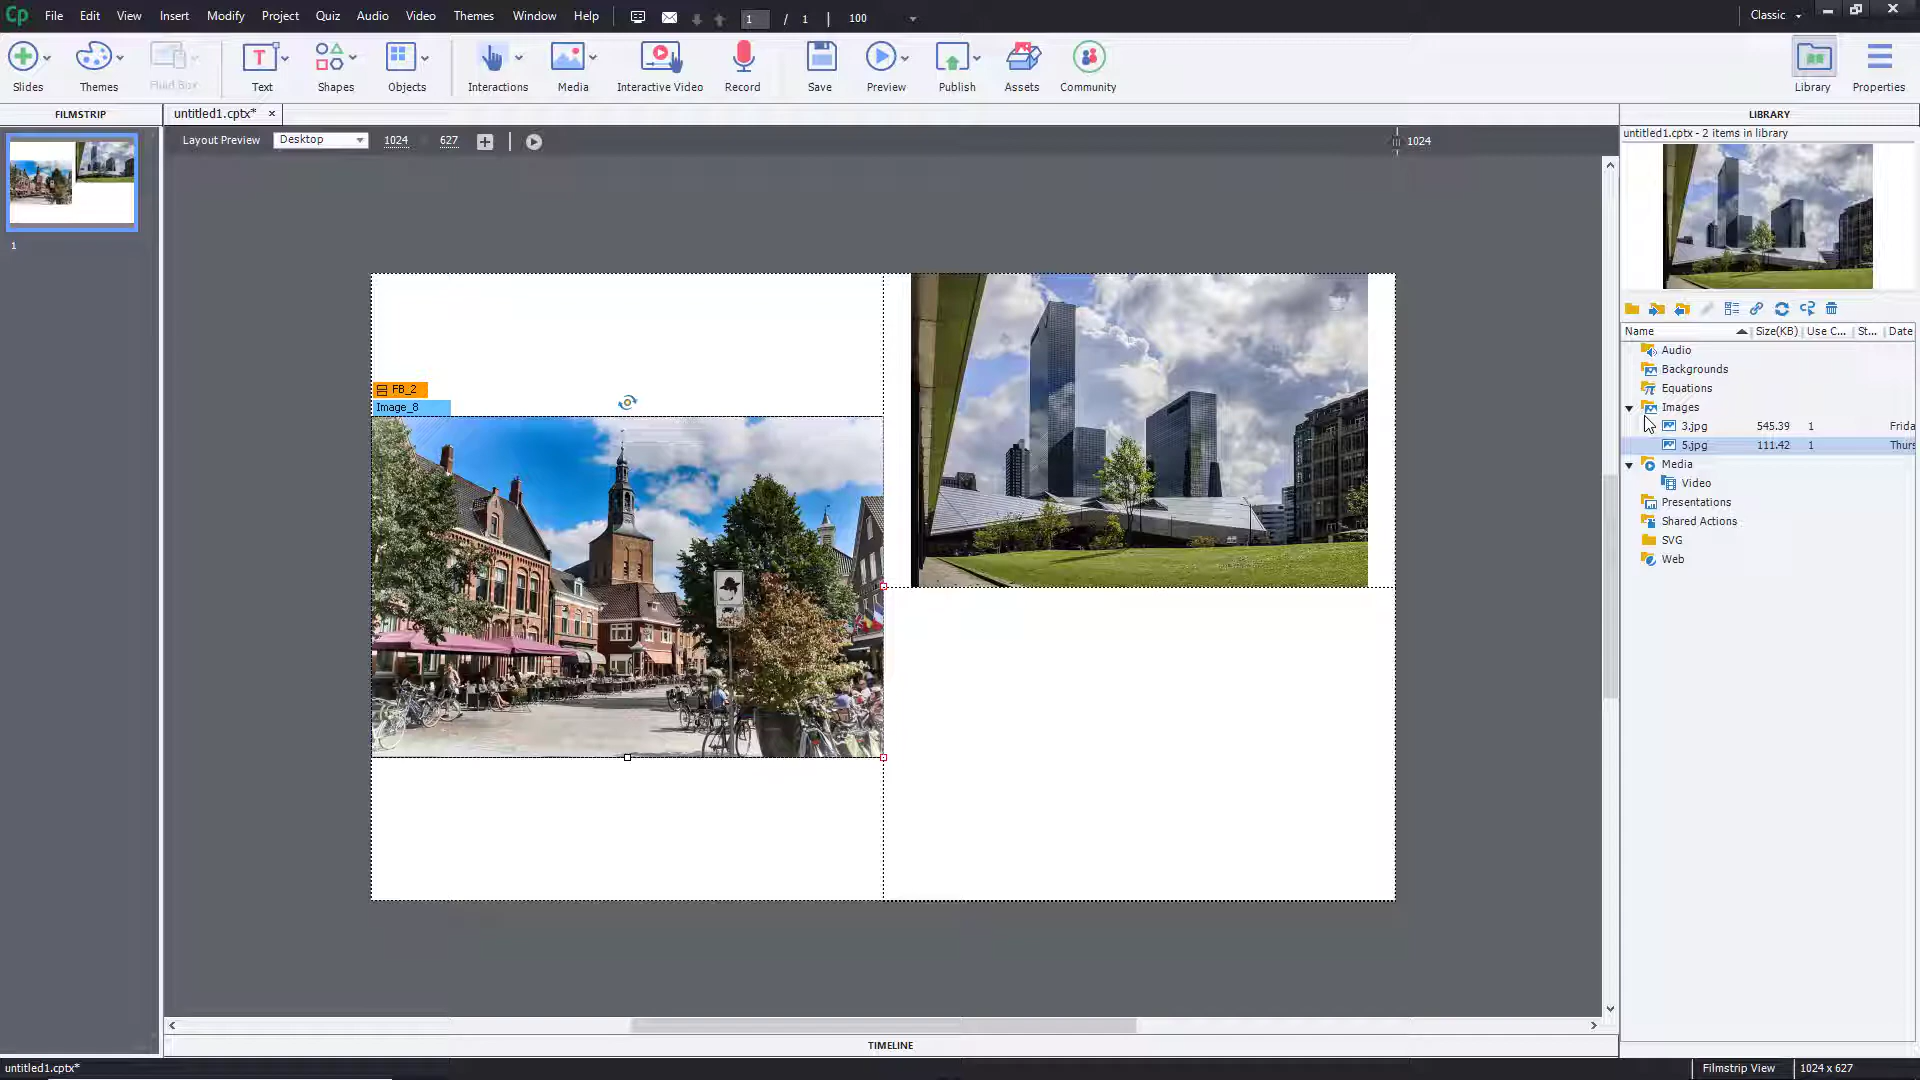 Cp File Edit View Insert Modify Project Quiz Audio Video Themes Window Help 1 / 1 100 Classic
Slides Themes Fluid Box Text Shapes Objects Interactions Media Interactive Video Record Save Preview Publish Assets Community Library Properties
FILMSTRIP untitled1.cptx* × LIBRARY
untitled1.cptx - 2 items in library
Layout Preview Desktop 1024 627 1024
1
Name Size(KB) Use C... St... Date
Audio
Backgrounds
FB_2
Equations
Image_8
Images
3.jpg 545.39 1 Frida
5.jpg 111.42 1 Thurs
Media
Video
Presentations
Shared Actions
SVG
Web
TIMELINE
untitled1.cptx* Filmstrip View 1024 x 627